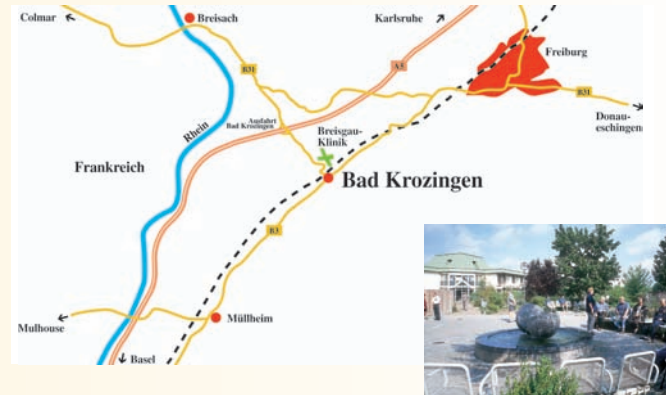 Colmar
Breisach
Karlsruhe
Freiburg
B31
A5
B31
Donau-
eschingen
Ausfahrt
Bad Krozingen
Breisgau-
Klinik
Rhein
Frankreich
Bad Krozingen
B3
Mulhouse
Müllheim
Basel